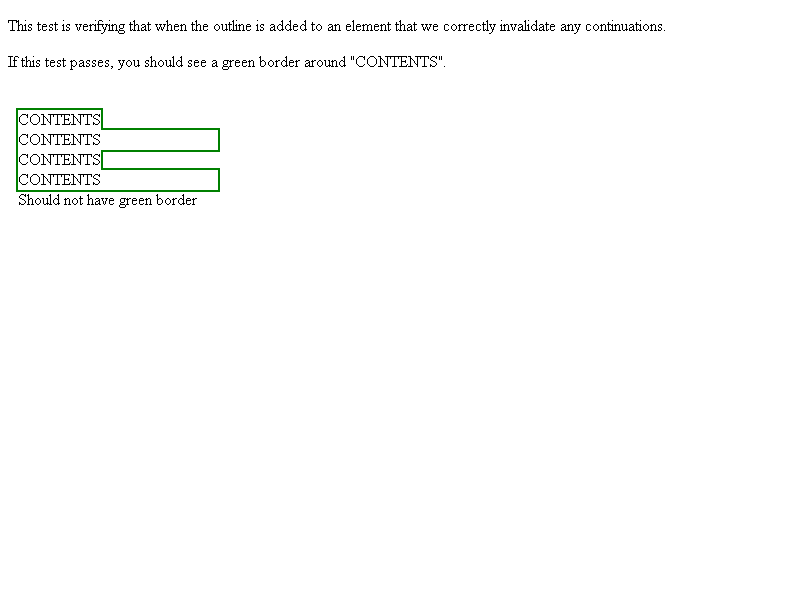 This test is verifying that when the outline is added to an element that we correctly invalidate any continuations.
If this test passes, you should see a green border around "CONTENTS".
CONTENTS
CONTENTS
CONTENTS
CONTENTS
Should not have green border